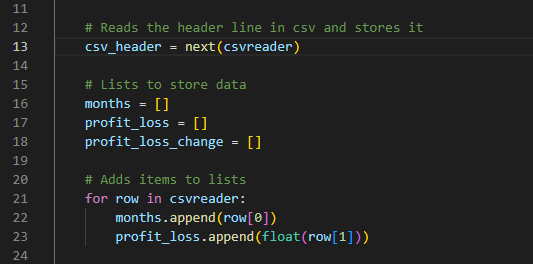 11
12 # Reads the header line in csv and stores it
13 csv_header = next(csvreader)
14
15 # Lists to store data
16 months = []
17 profit_loss = []
18 profit_loss_change = []
19
20 # Adds items to lists
21 for row in csvreader:
22     months.append(row[0])
23     profit_loss.append(float(row[1]))
24